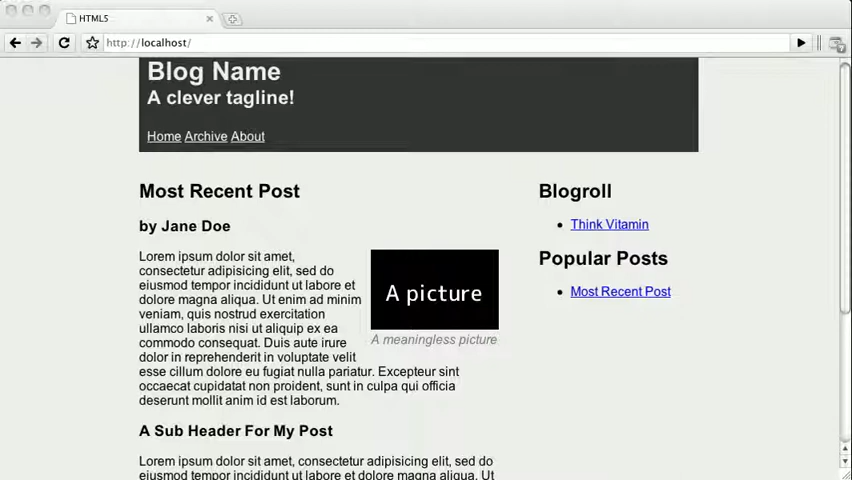 HTML5
http://localhost/
Blog Name
A clever tagline!
Home Archive About
Most Recent Post
by Jane Doe
Lorem ipsum dolor sit amet,
consectetur adipisicing elit, sed do
eiusmod tempor incididunt ut labore et
dolore magna aliqua. Ut enim ad minim
veniam, quis nostrud exercitation
ullamco laboris nisi ut aliquip ex ea
commodo consequat. Duis aute irure
dolor in reprehenderit in voluptate velit
esse cillum dolore eu fugiat nulla pariatur. Excepteur sint
occaecat cupidatat non proident, sunt in culpa qui officia
deserunt mollit anim id est laborum.
A picture
A meaningless picture
A Sub Header For My Post
Lorem ipsum dolor sit amet, consectetur adipisicing elit, sed do
eiusmod tempor incididunt ut labore et dolore magna aliqua. Ut
Blogroll
Think Vitamin
Popular Posts
Most Recent Post